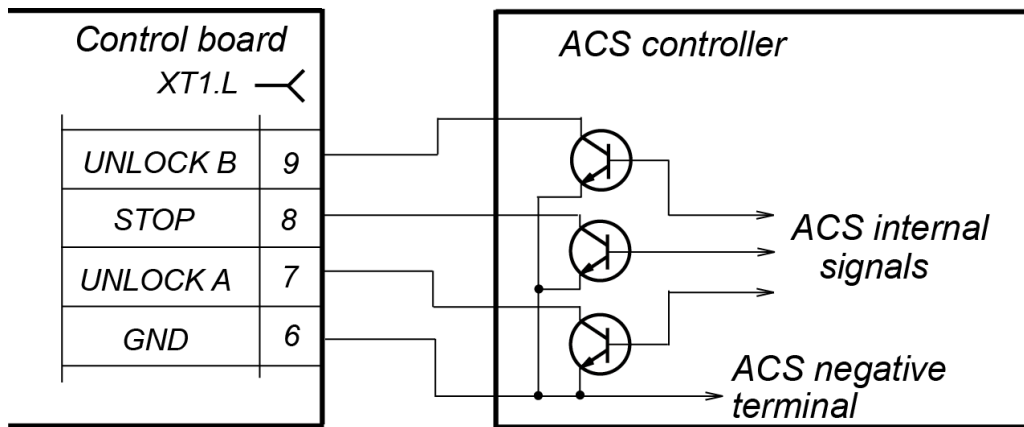 Control board
XT1.L
UNLOCK B 9
STOP 8
UNLOCK A 7
GND 6
ACS controller
ACS internal
signals
ACS negative
terminal